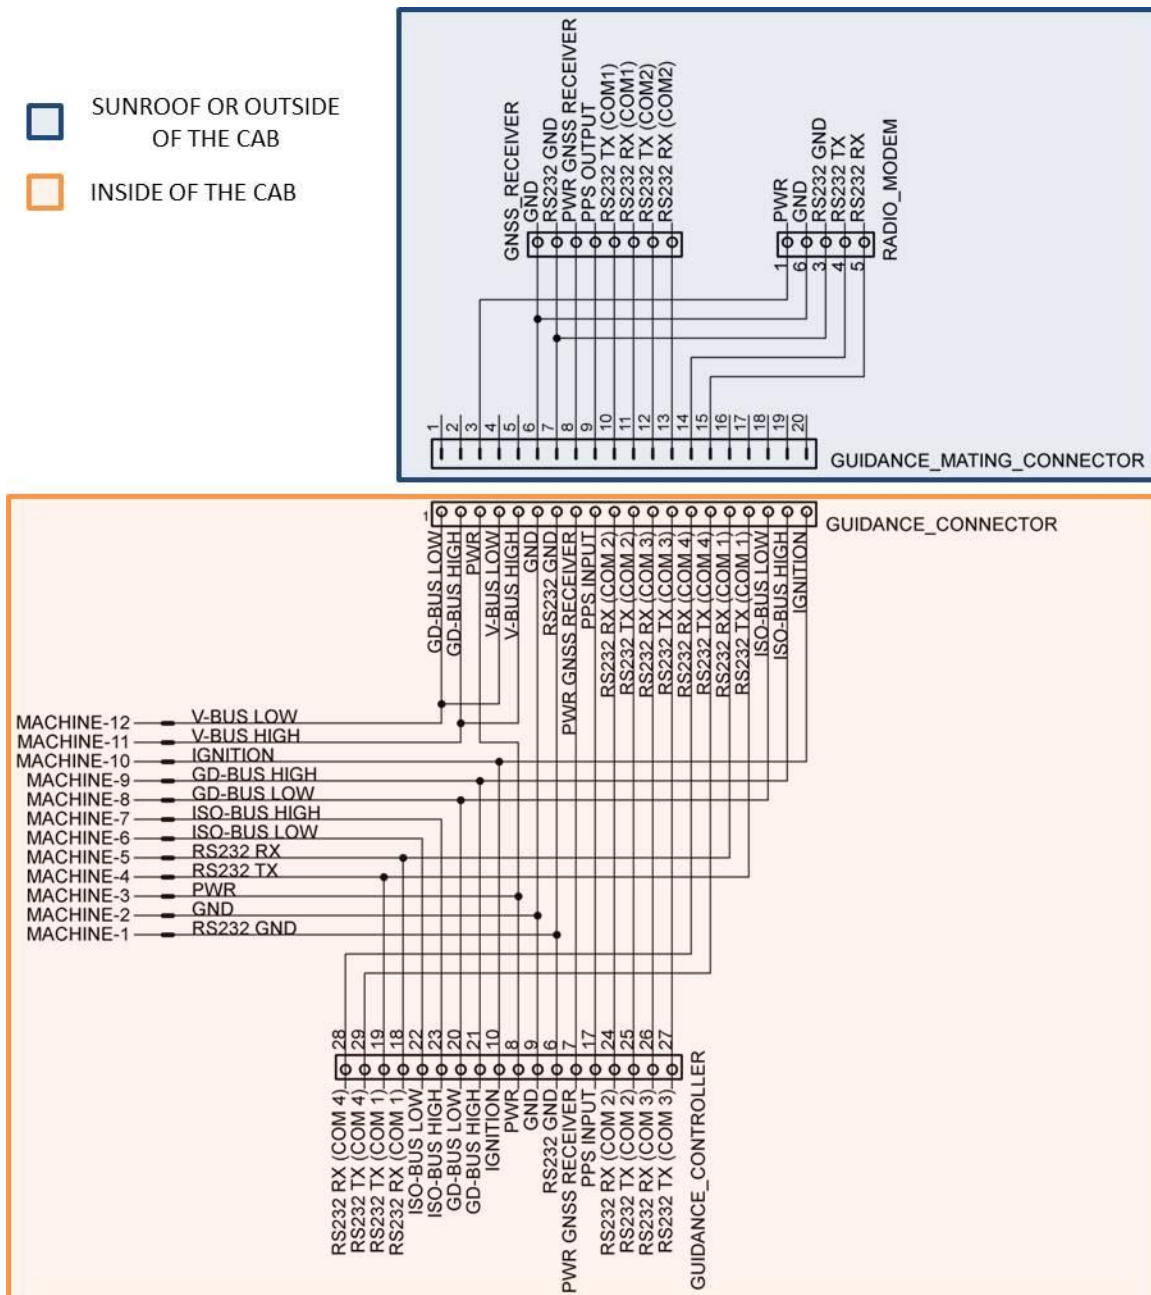 SUNROOF OR OUTSIDE
OF THE CAB
INSIDE OF THE CAB
GNSS_RECEIVER
GND
RS232 GND
PWR GNSS RECEIVER
PPS OUTPUT
RS232 TX (COM1)
RS232 RX (COM1)
RS232 TX (COM2)
RS232 RX (COM2)
PWR
GND
RS232 GND
RS232 TX
RS232 RX
RADIO_MODEM
1
6
3
4
5
1
2
3
4
5
6
7
8
9
10
11
12
13
14
15
16
17
18
19
20
GUIDANCE_MATING_CONNECTOR
1
GUIDANCE_CONNECTOR
GD-BUS LOW
GD-BUS HIGH
PWR
V-BUS LOW
V-BUS HIGH
GND
RS232 GND
PWR GNSS RECEIVER
PPS INPUT
RS232 RX (COM 2)
RS232 TX (COM 2)
RS232 RX (COM 3)
RS232 TX (COM 3)
RS232 RX (COM 4)
RS232 TX (COM 4)
RS232 RX (COM 1)
RS232 TX (COM 1)
ISO-BUS LOW
ISO-BUS HIGH
IGNITION
MACHINE-12 V-BUS LOW
MACHINE-11 V-BUS HIGH
MACHINE-10 IGNITION
MACHINE-9 GD-BUS HIGH
MACHINE-8 GD-BUS LOW
MACHINE-7 ISO-BUS HIGH
MACHINE-6 ISO-BUS LOW
MACHINE-5 RS232 RX
MACHINE-4 RS232 TX
MACHINE-3 PWR
MACHINE-2 GND
MACHINE-1 RS232 GND
28
29
19
18
22
23
20
21
10
8
9
6
7
17
24
25
26
27
RS232 RX (COM 4)
RS232 TX (COM 4)
RS232 TX (COM 1)
RS232 RX (COM 1)
ISO-BUS LOW
ISO-BUS HIGH
GD-BUS LOW
GD-BUS HIGH
IGNITION
PWR
GND
RS232 GND
PWR GNSS RECEIVER
PPS INPUT
RS232 RX (COM 2)
RS232 TX (COM 2)
RS232 RX (COM 3)
RS232 TX (COM 3)
GUIDANCE_CONTROLLER